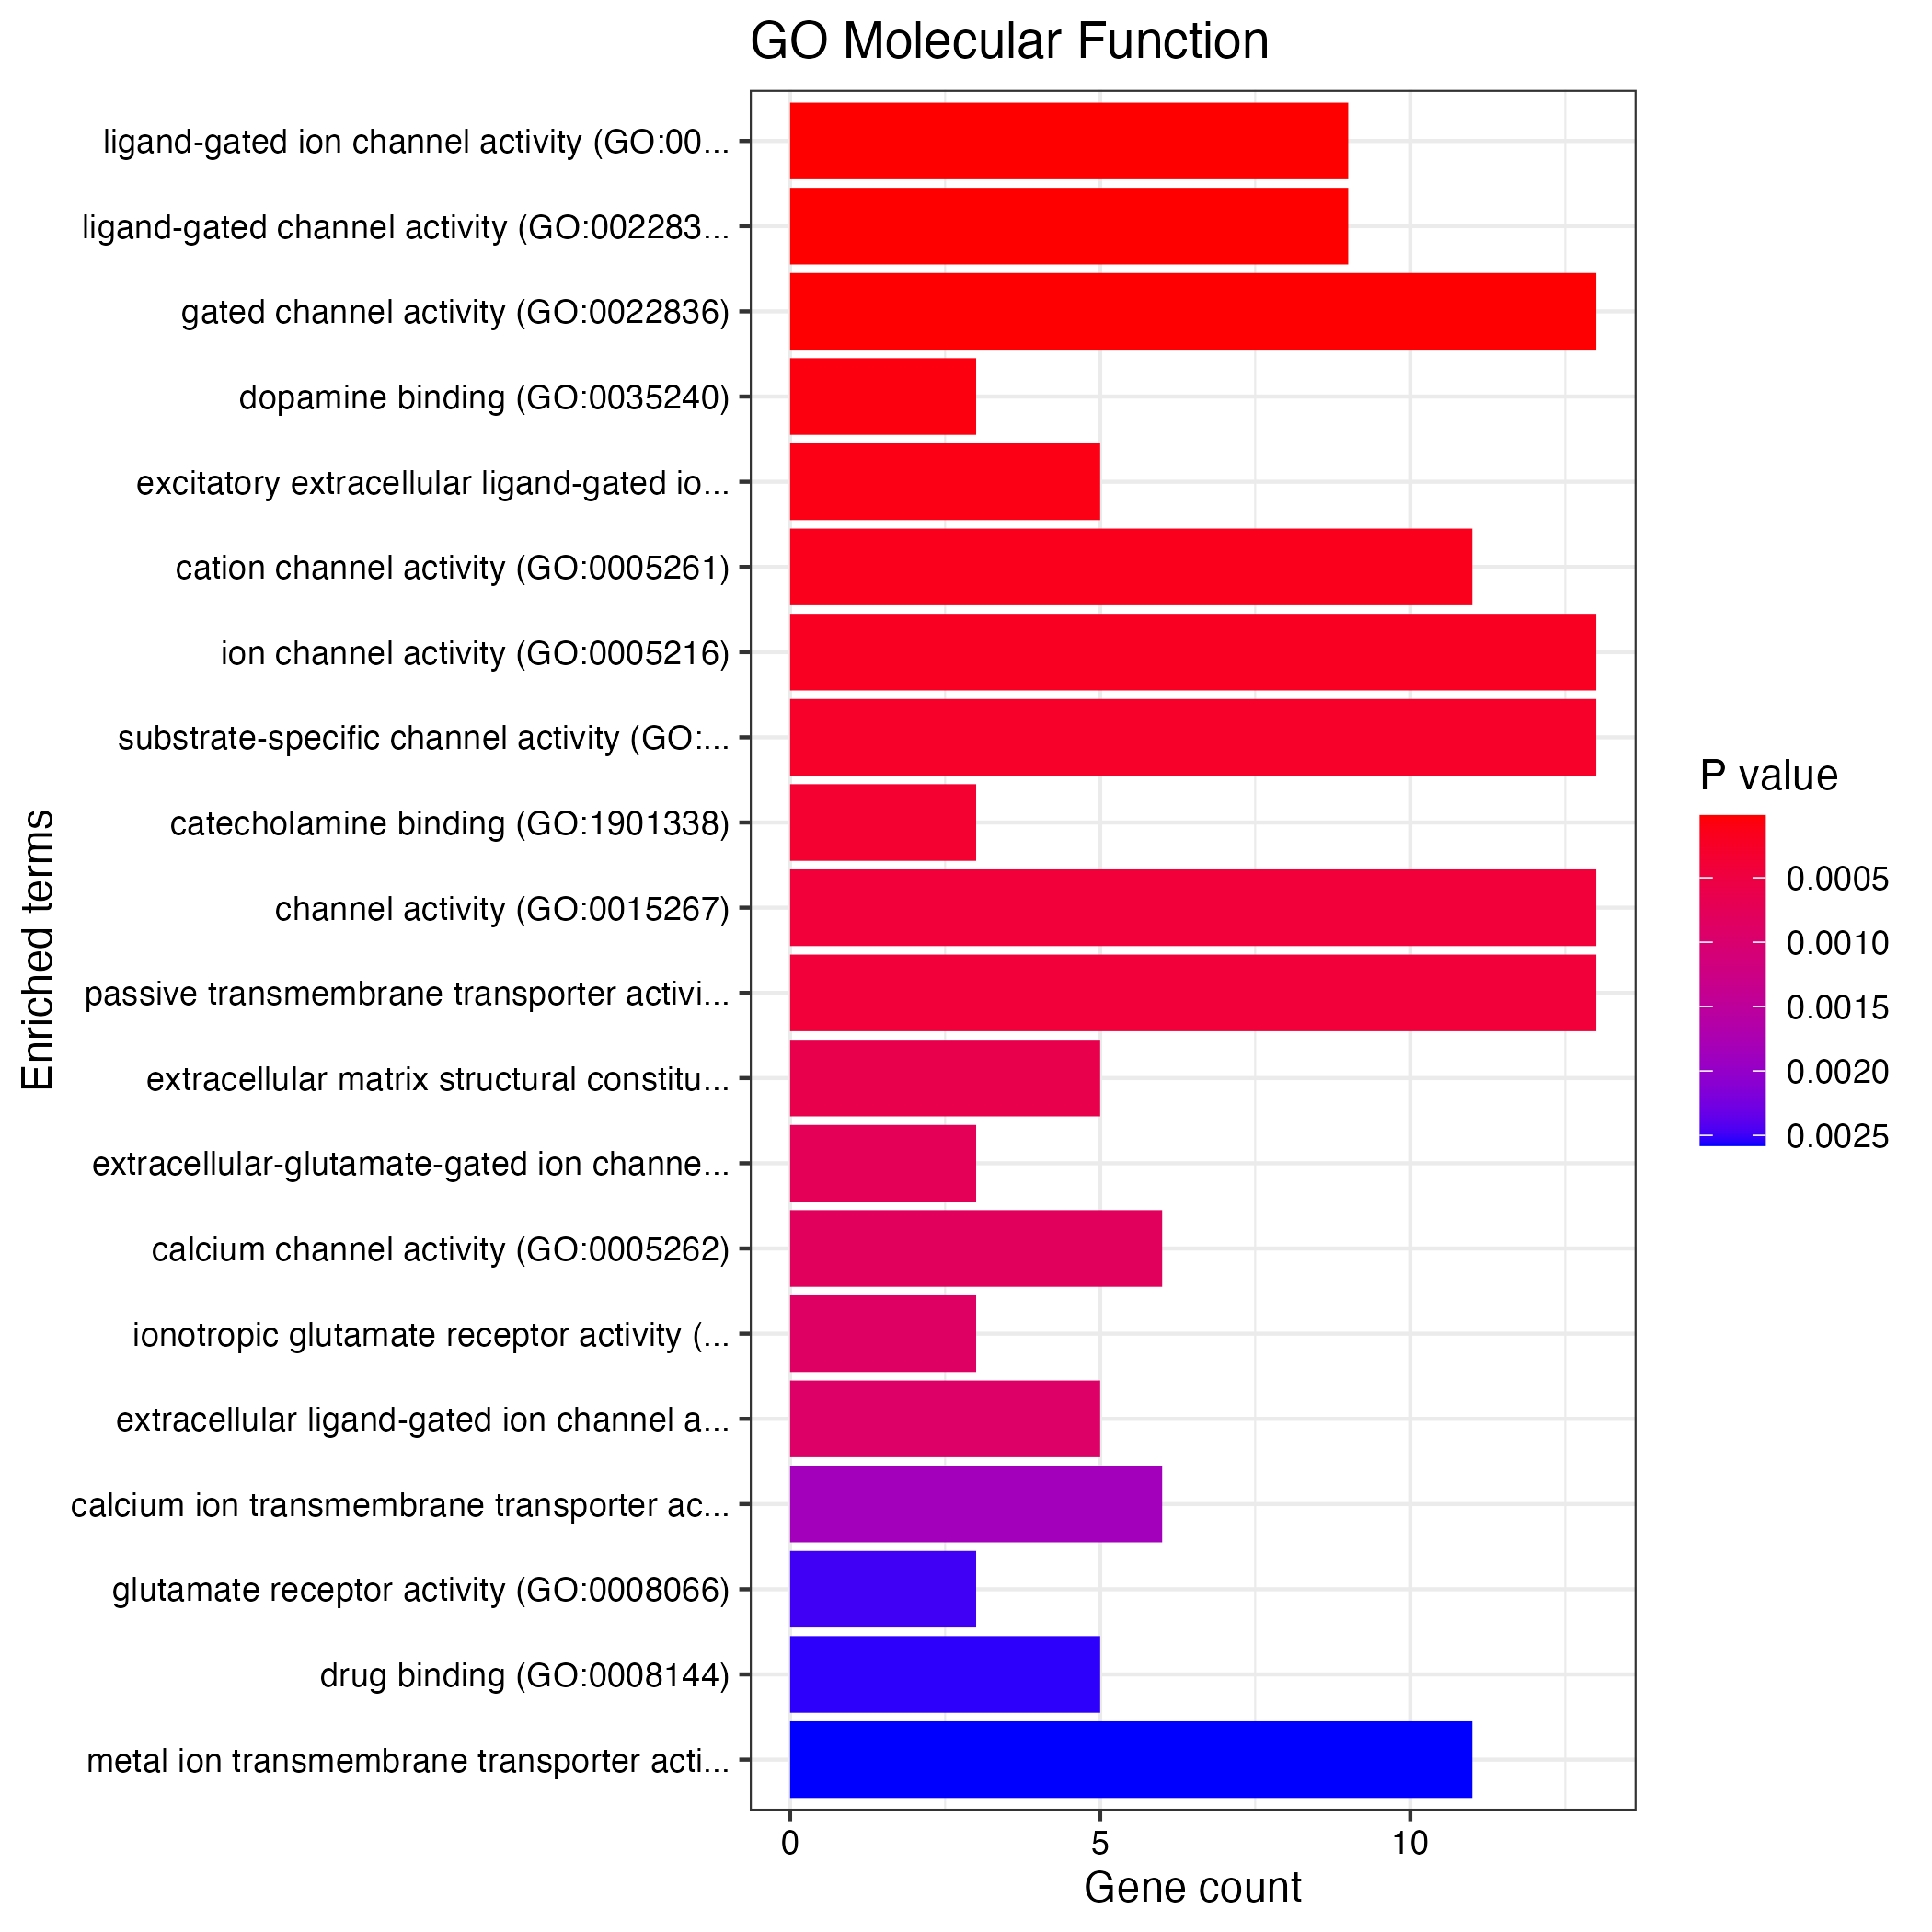 GO Molecular Function
ligand-gated ion channel activity (GO:00...
ligand-gated channel activity (GO:002283...
gated channel activity (GO:0022836)
dopamine binding (GO:0035240)
excitatory extracellular ligand-gated io...
cation channel activity (GO:0005261)
ion channel activity (GO:0005216)
substrate-specific channel activity (GO:...
catecholamine binding (GO:1901338)
channel activity (GO:0015267)
passive transmembrane transporter activi...
extracellular matrix structural constitu...
extracellular-glutamate-gated ion channe...
calcium channel activity (GO:0005262)
ionotropic glutamate receptor activity (...
extracellular ligand-gated ion channel a...
calcium ion transmembrane transporter ac...
glutamate receptor activity (GO:0008066)
drug binding (GO:0008144)
metal ion transmembrane transporter acti...
Enriched terms
0
5
10
Gene count
P value
0.0005
0.0010
0.0015
0.0020
0.0025